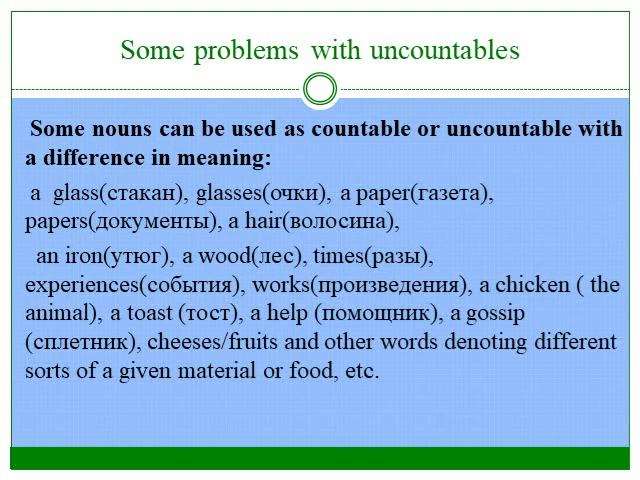 Some problems with uncountables
Some nouns can be used as countable or uncountable with
a difference in meaning:
a glass(стакан), glasses(очки), a paper(газета),
papers(документы), a hair(волосина),
an iron(утюг), a wood(лес), times(разы),
experiences(события), works(произведения), a chicken ( the
animal), a toast (тост), a help (помощник), a gossip
(сплетник), cheeses/fruits and other words denoting different
sorts of a given material or food, etc.